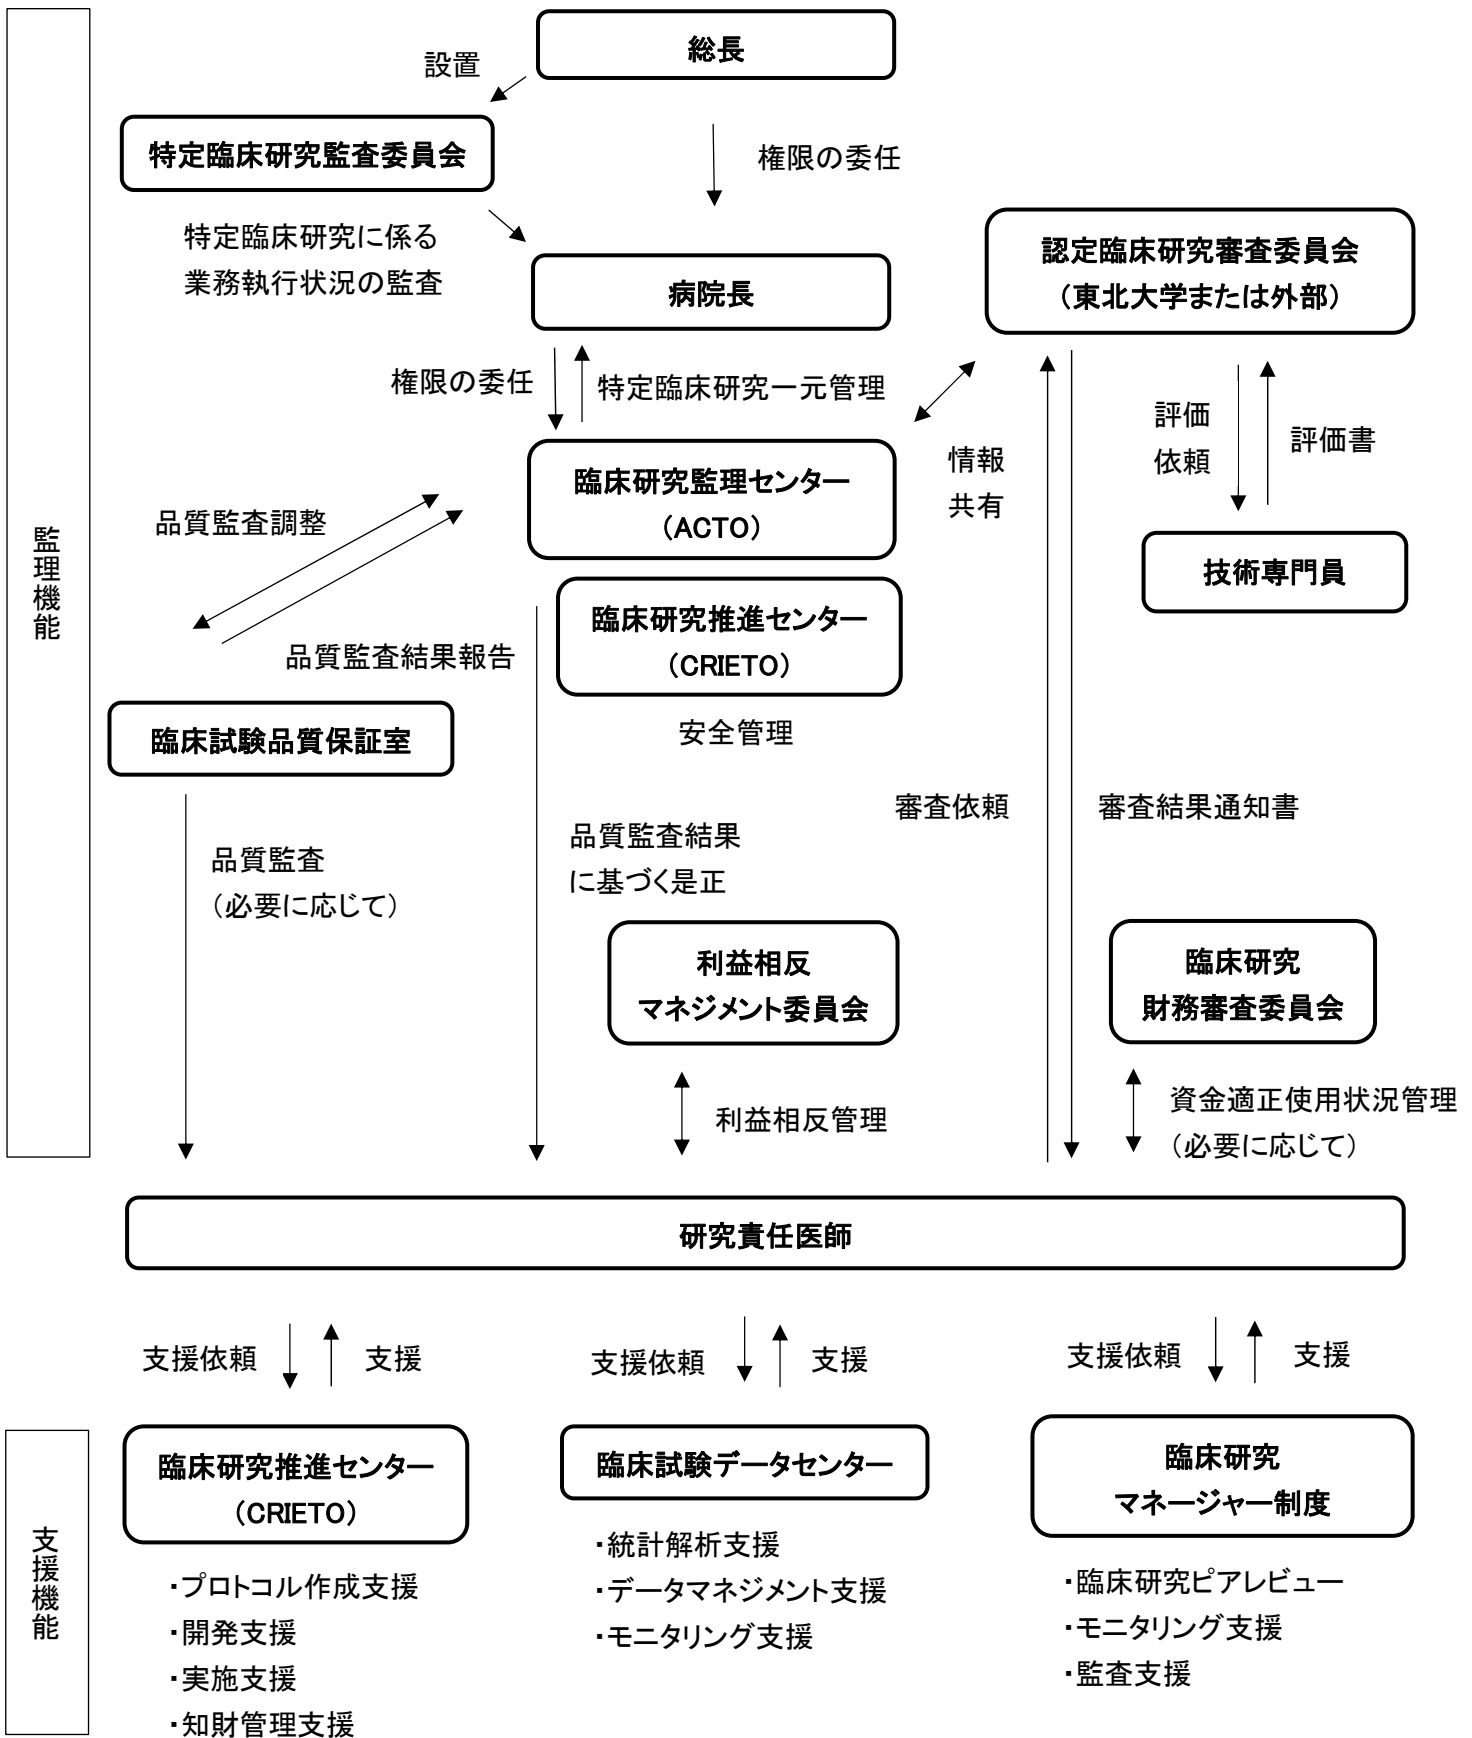 総長
設置
特定臨床研究監査委員会
権限の委任
特定臨床研究に係る
業務執行状況の監査
病院長
認定臨床研究審査委員会
（東北大学または外部）
権限の委任
特定臨床研究一元管理
情報
共有
評価
依頼
評価書
監理機能
臨床研究監理センター
（ACTO）
品質監査調整
技術専門員
臨床研究推進センター
（CRIETO）
品質監査結果報告
安全管理
臨床試験品質保証室
審査依頼
審査結果通知書
品質監査
（必要に応じて）
品質監査結果
に基づく是正
利益相反
マネジメント委員会
臨床研究
財務審査委員会
利益相反管理
資金適正使用状況管理
（必要に応じて）
研究責任医師
支援依頼
支援
支援依頼
支援
支援依頼
支援
支援機能
臨床研究推進センター
（CRIETO）
・プロトコル作成支援
・開発支援
・実施支援
・知財管理支援
臨床試験データセンター
・統計解析支援
・データマネジメント支援
・モニタリング支援
臨床研究
マネージャー制度
・臨床研究ピアレビュー
・モニタリング支援
・監査支援